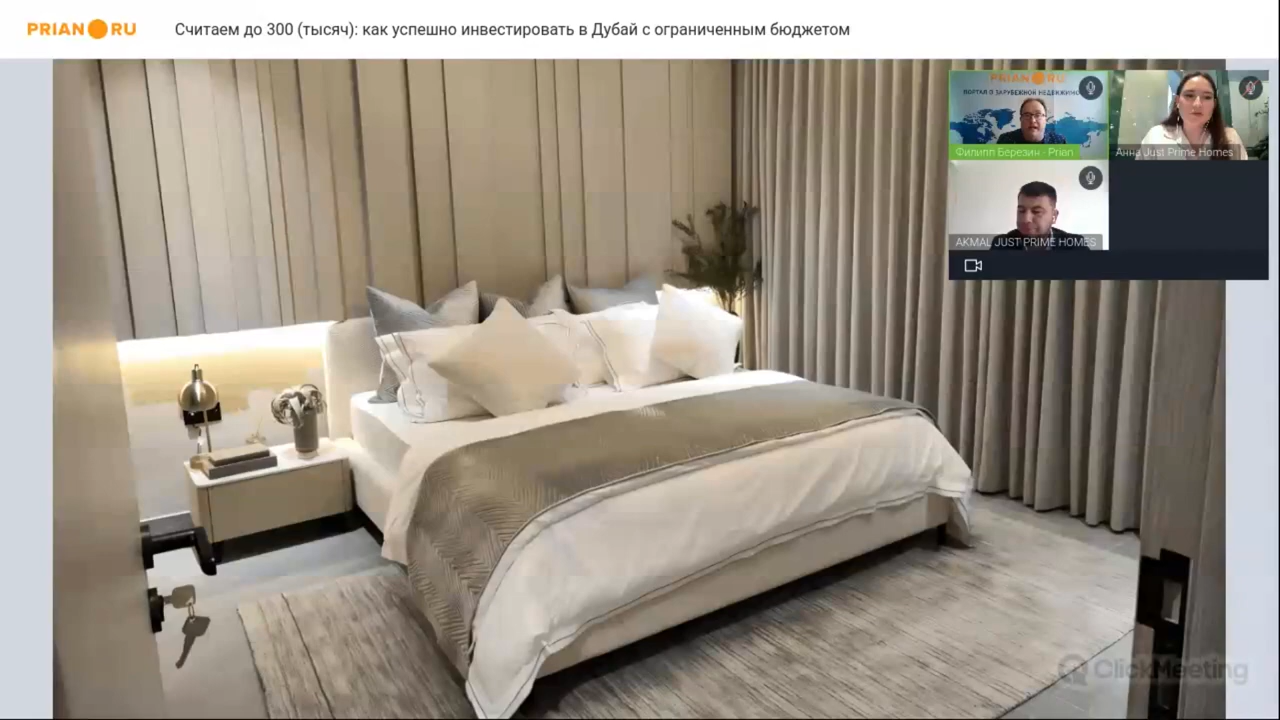 PRIAN RU
Считаем до 300 (тысяч): как успешно инвестировать в Дубай с ограниченным бюджетом
PRIAN RU
ПОРТАЛ О ЗАРУБЕЖНОЙ НЕДВИЖИМО
Филипп Березин - Prian
Анна Just Prime Homes
AKMAL JUST PRIME HOMES
ClickMeeting